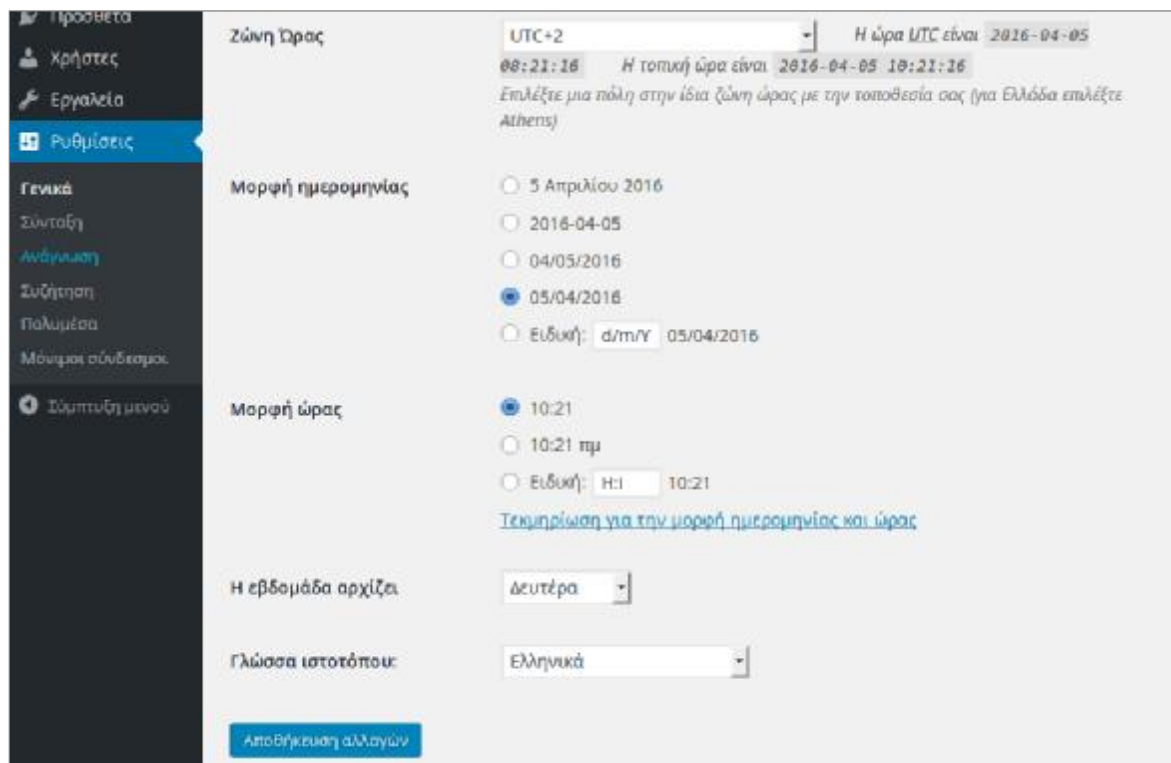 Πρόσθετα
Χρήστες
Εργαλεία
Ρυθμίσεις
Γενικά
Σύνταξη
Ανάγνωση
Συζήτηση
Πολυμέσα
Μόνιμοι σύνδεσμοι
Σύμπτυξη μενού
Ζώνη Ώρας
UTC+2
Η ώρα UTC είναι 2016-04-05
08:21:16 Η τοπική ώρα είναι 2016-04-05 10:21:16
Επιλέξτε μια πόλη στην ίδια ζώνη ώρας με την τοποθεσία σας (για Ελλάδα επιλέξτε
Athens)
Μορφή ημερομηνίας
5 Απριλίου 2016
2016-04-05
04/05/2016
05/04/2016
Ειδική: d/m/Y 05/04/2016
Μορφή ώρας
10:21
10:21 πμ
Ειδική: H:i 10:21
Τεκμηρίωση για την μορφή ημερομηνίας και ώρας
Η εβδομάδα αρχίζει
Δευτέρα
Γλώσσα ιστοτόπου:
Ελληνικά
Αποθήκευση αλλαγών